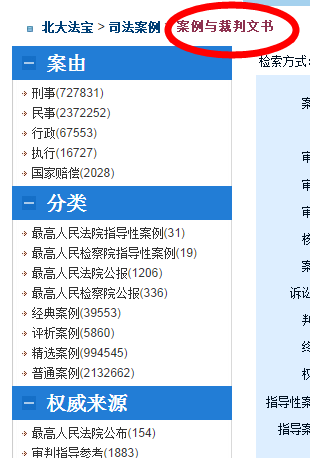 北大法宝 > 司法案例 案例与裁判文书
案由
刑事(727831)
民事(2372252)
行政(67553)
执行(16727)
国家赔偿(2028)
分类
最高人民法院指导性案例(31)
最高人民检察院指导性案例(19)
最高人民法院公报(1206)
最高人民检察院公报(336)
经典案例(39553)
评析案例(5860)
精选案例(994545)
普通案例(2132662)
权威来源
最高人民法院公布(154)
审判指导参考(1883)
检索方式:
案
审
审
审
核
案
诉讼
判
终
权
指导性案
指导案